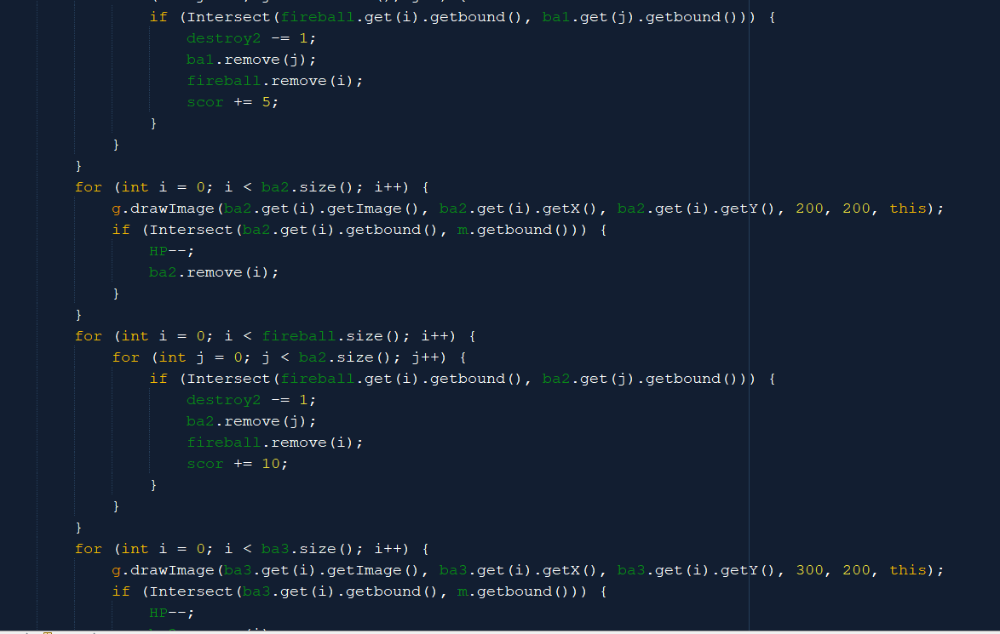 if (Intersect(fireball.get(i).getbound(), ba1.get(j).getbound())) {
destroy2 -= 1;
ba1.remove(j);
fireball.remove(i);
scor += 5;
}
}
}
for (int i = 0; i < ba2.size(); i++) {
g.drawImage(ba2.get(i).getImage(), ba2.get(i).getX(), ba2.get(i).getY(), 200, 200, this);
if (Intersect(ba2.get(i).getbound(), m.getbound())) {
HP--;
ba2.remove(i);
}
}
for (int i = 0; i < fireball.size(); i++) {
for (int j = 0; j < ba2.size(); j++) {
if (Intersect(fireball.get(i).getbound(), ba2.get(j).getbound())) {
destroy2 -= 1;
ba2.remove(j);
fireball.remove(i);
scor += 10;
}
}
}
for (int i = 0; i < ba3.size(); i++) {
g.drawImage(ba3.get(i).getImage(), ba3.get(i).getX(), ba3.get(i).getY(), 300, 200, this);
if (Intersect(ba3.get(i).getbound(), m.getbound())) {
HP--;